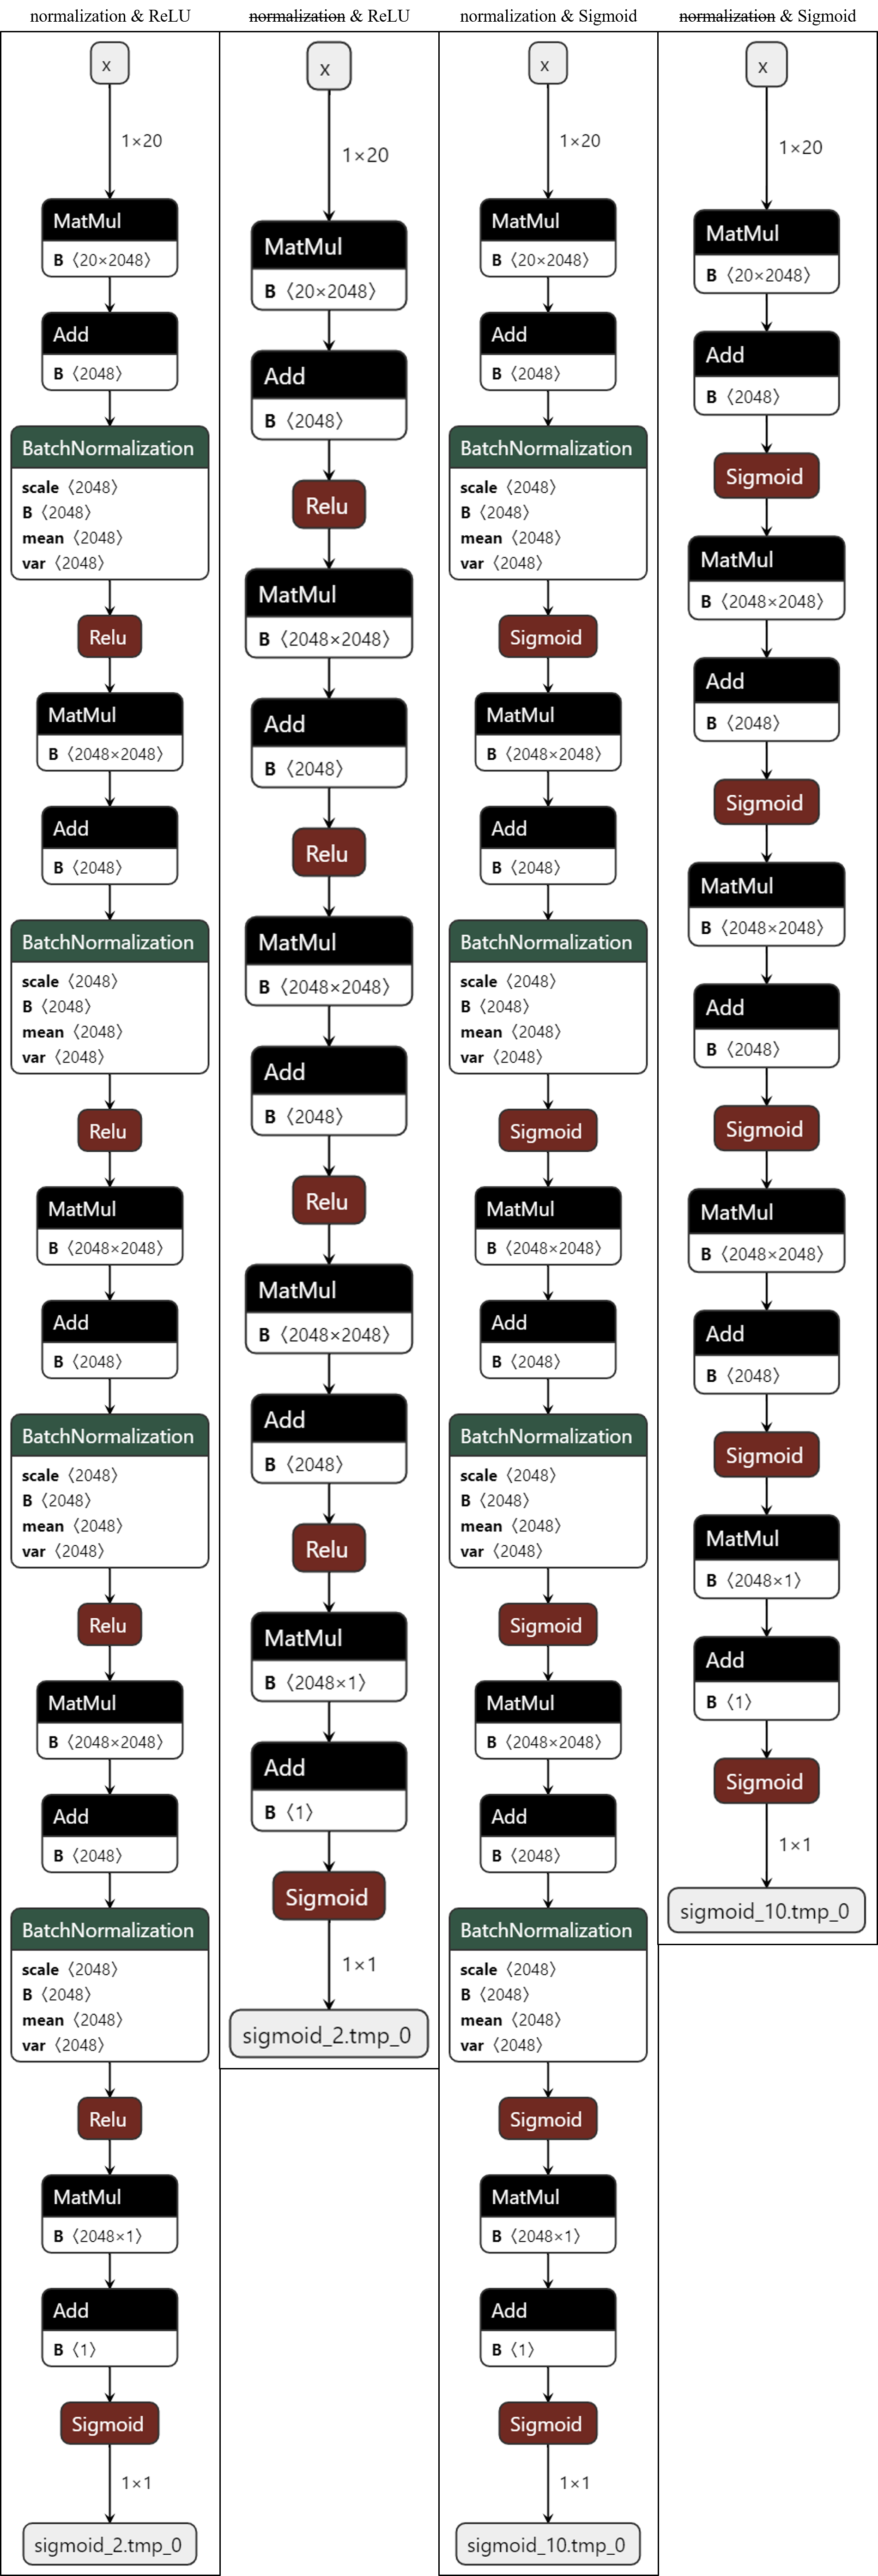 normalization & ReLU
x
1×20
MatMul
B ⟨20×2048⟩
Add
B ⟨2048⟩
BatchNormalization
scale ⟨2048⟩
B ⟨2048⟩
mean ⟨2048⟩
var ⟨2048⟩
Relu
MatMul
B ⟨2048×2048⟩
Add
B ⟨2048⟩
BatchNormalization
scale ⟨2048⟩
B ⟨2048⟩
mean ⟨2048⟩
var ⟨2048⟩
Relu
MatMul
B ⟨2048×2048⟩
Add
B ⟨2048⟩
BatchNormalization
scale ⟨2048⟩
B ⟨2048⟩
mean ⟨2048⟩
var ⟨2048⟩
Relu
MatMul
B ⟨2048×2048⟩
Add
B ⟨2048⟩
BatchNormalization
scale ⟨2048⟩
B ⟨2048⟩
mean ⟨2048⟩
var ⟨2048⟩
Relu
MatMul
B ⟨2048×1⟩
Add
B ⟨1⟩
Sigmoid
1×1
sigmoid_2.tmp_0
normalization & ReLU
x
1×20
MatMul
B ⟨20×2048⟩
Add
B ⟨2048⟩
Relu
MatMul
B ⟨2048×2048⟩
Add
B ⟨2048⟩
Relu
MatMul
B ⟨2048×2048⟩
Add
B ⟨2048⟩
Relu
MatMul
B ⟨2048×2048⟩
Add
B ⟨2048⟩
Relu
MatMul
B ⟨2048×1⟩
Add
B ⟨1⟩
Sigmoid
1×1
sigmoid_2.tmp_0
normalization & Sigmoid
x
1×20
MatMul
B ⟨20×2048⟩
Add
B ⟨2048⟩
BatchNormalization
scale ⟨2048⟩
B ⟨2048⟩
mean ⟨2048⟩
var ⟨2048⟩
Sigmoid
MatMul
B ⟨2048×2048⟩
Add
B ⟨2048⟩
BatchNormalization
scale ⟨2048⟩
B ⟨2048⟩
mean ⟨2048⟩
var ⟨2048⟩
Sigmoid
MatMul
B ⟨2048×2048⟩
Add
B ⟨2048⟩
BatchNormalization
scale ⟨2048⟩
B ⟨2048⟩
mean ⟨2048⟩
var ⟨2048⟩
Sigmoid
MatMul
B ⟨2048×2048⟩
Add
B ⟨2048⟩
BatchNormalization
scale ⟨2048⟩
B ⟨2048⟩
mean ⟨2048⟩
var ⟨2048⟩
Sigmoid
MatMul
B ⟨2048×1⟩
Add
B ⟨1⟩
Sigmoid
1×1
sigmoid_10.tmp_0
normalization & Sigmoid
x
1×20
MatMul
B ⟨20×2048⟩
Add
B ⟨2048⟩
Sigmoid
MatMul
B ⟨2048×2048⟩
Add
B ⟨2048⟩
Sigmoid
MatMul
B ⟨2048×2048⟩
Add
B ⟨2048⟩
Sigmoid
MatMul
B ⟨2048×2048⟩
Add
B ⟨2048⟩
Sigmoid
MatMul
B ⟨2048×1⟩
Add
B ⟨1⟩
Sigmoid
1×1
sigmoid_10.tmp_0